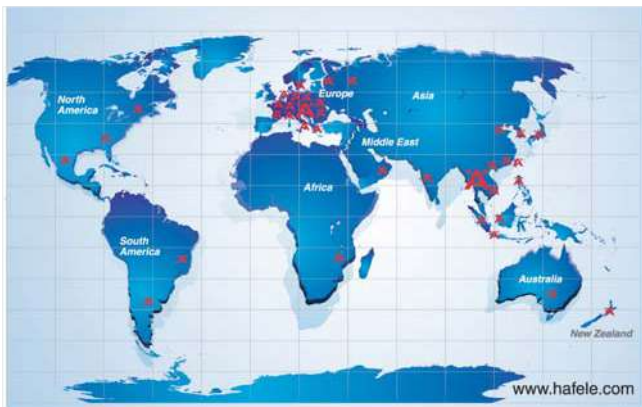 North
America
Europe
Asia
Middle East
Africa
South
America
Australia
New Zealand
www.hafele.com